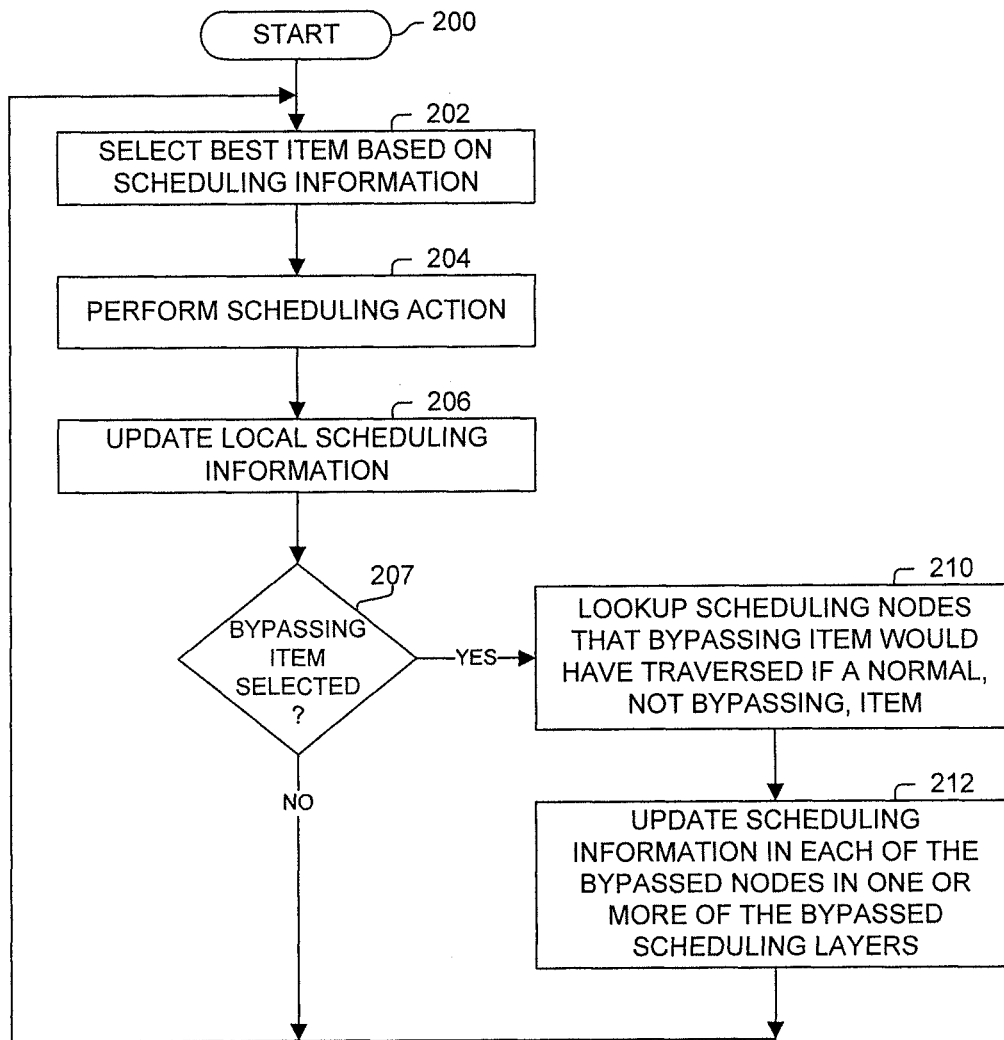 START
200
202
SELECT BEST ITEM BASED ON
SCHEDULING INFORMATION
204
PERFORM SCHEDULING ACTION
206
UPDATE LOCAL SCHEDULING
INFORMATION
207
BYPASSING
ITEM
SELECTED
?
YES
NO
210
LOOKUP SCHEDULING NODES
THAT BYPASSING ITEM WOULD
HAVE TRAVERSED IF A NORMAL,
NOT BYPASSING, ITEM
212
UPDATE SCHEDULING
INFORMATION IN EACH OF THE
BYPASSED NODES IN ONE OR
MORE OF THE BYPASSED
SCHEDULING LAYERS